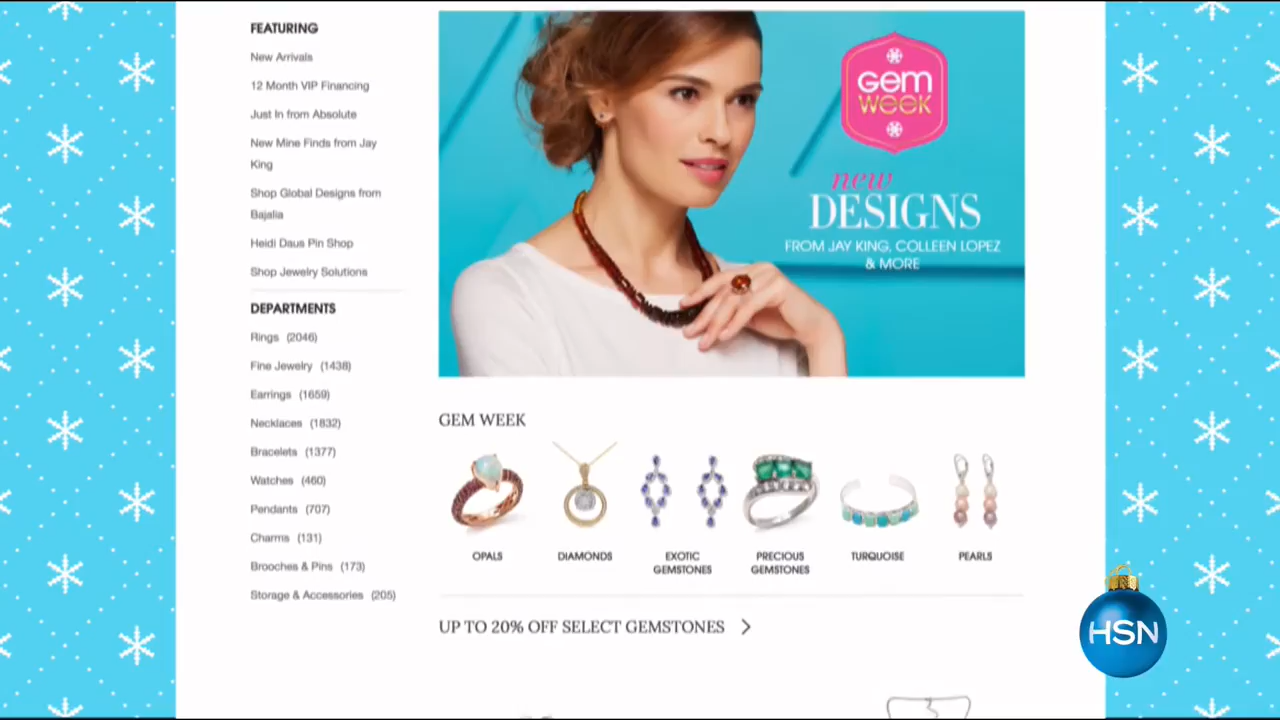 FEATURING
New Arrivals
12 Month VIP Financing
Just In from Absolute
New Mine Finds from Jay
King
Shop Global Designs from
Bajalia
Heidi Daus Pin Shop
Shop Jewelry Solutions
DEPARTMENTS
Rings (2046)
Fine Jewelry (1438)
Earrings (1659)
Necklaces (1832)
Bracelets (1377)
Watches (460)
Pendants (707)
Charms (131)
Brooches & Pins (173)
Storage & Accessories (205)
Gem
WEEK
new
DESIGNS
FROM JAY KING, COLLEEN LOPEZ
& MORE
GEM WEEK
OPALS
DIAMONDS
EXOTIC
GEMSTONES
PRECIOUS
GEMSTONES
TURQUOISE
PEARLS
UP TO 20% OFF SELECT GEMSTONES
HSN